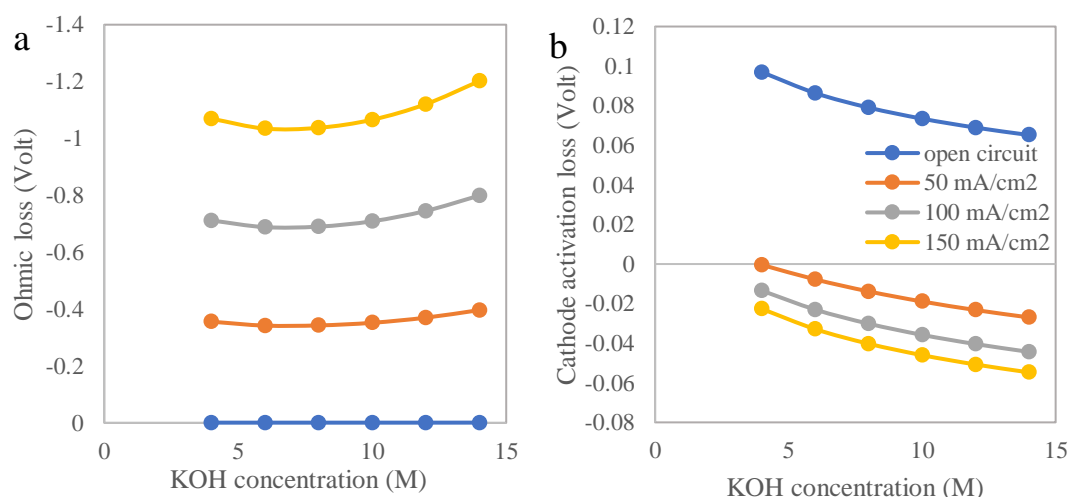 a
Ohmic loss (Volt)
-1.4
-1.2
-1
-0.8
-0.6
-0.4
-0.2
0
0
5
10
15
KOH concentration (M)
b
Cathode activation loss (Volt)
0.12
0.1
0.08
0.06
0.04
0.02
0
-0.02
-0.04
-0.06
-0.08
0
5
10
15
KOH concentration (M)
open circuit
50 mA/cm2
100 mA/cm2
150 mA/cm2